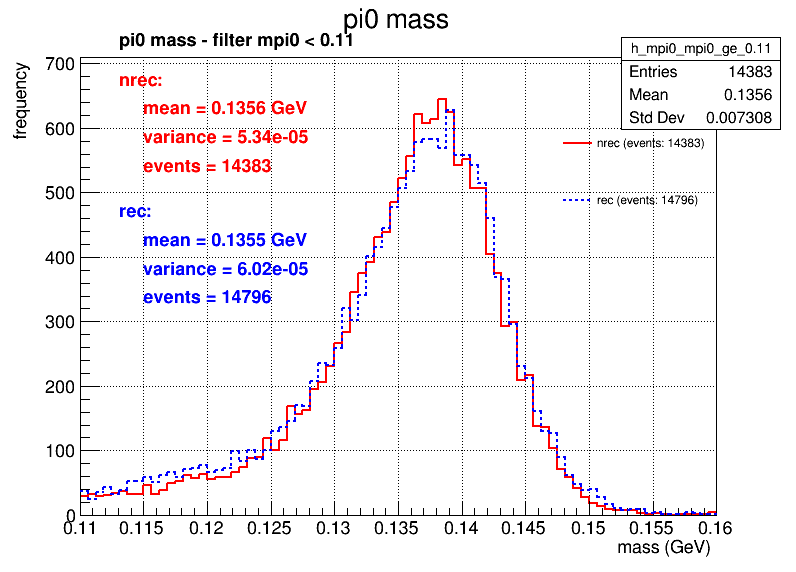 pi0 mass
pi0 mass - filter mpi0 < 0.11
h_mpi0_mpi0_ge_0.11
Entries 14383
Mean 0.1356
Std Dev 0.007308
frequency
700
600
500
400
300
200
100
0
nrec:
mean = 0.1356 GeV
variance = 5.34e-05
events = 14383
rec:
mean = 0.1355 GeV
variance = 6.02e-05
events = 14796
nrec (events: 14383)
rec (events: 14796)
0.11 0.115 0.12 0.125 0.13 0.135 0.14 0.145 0.15 0.155 0.16
mass (GeV)